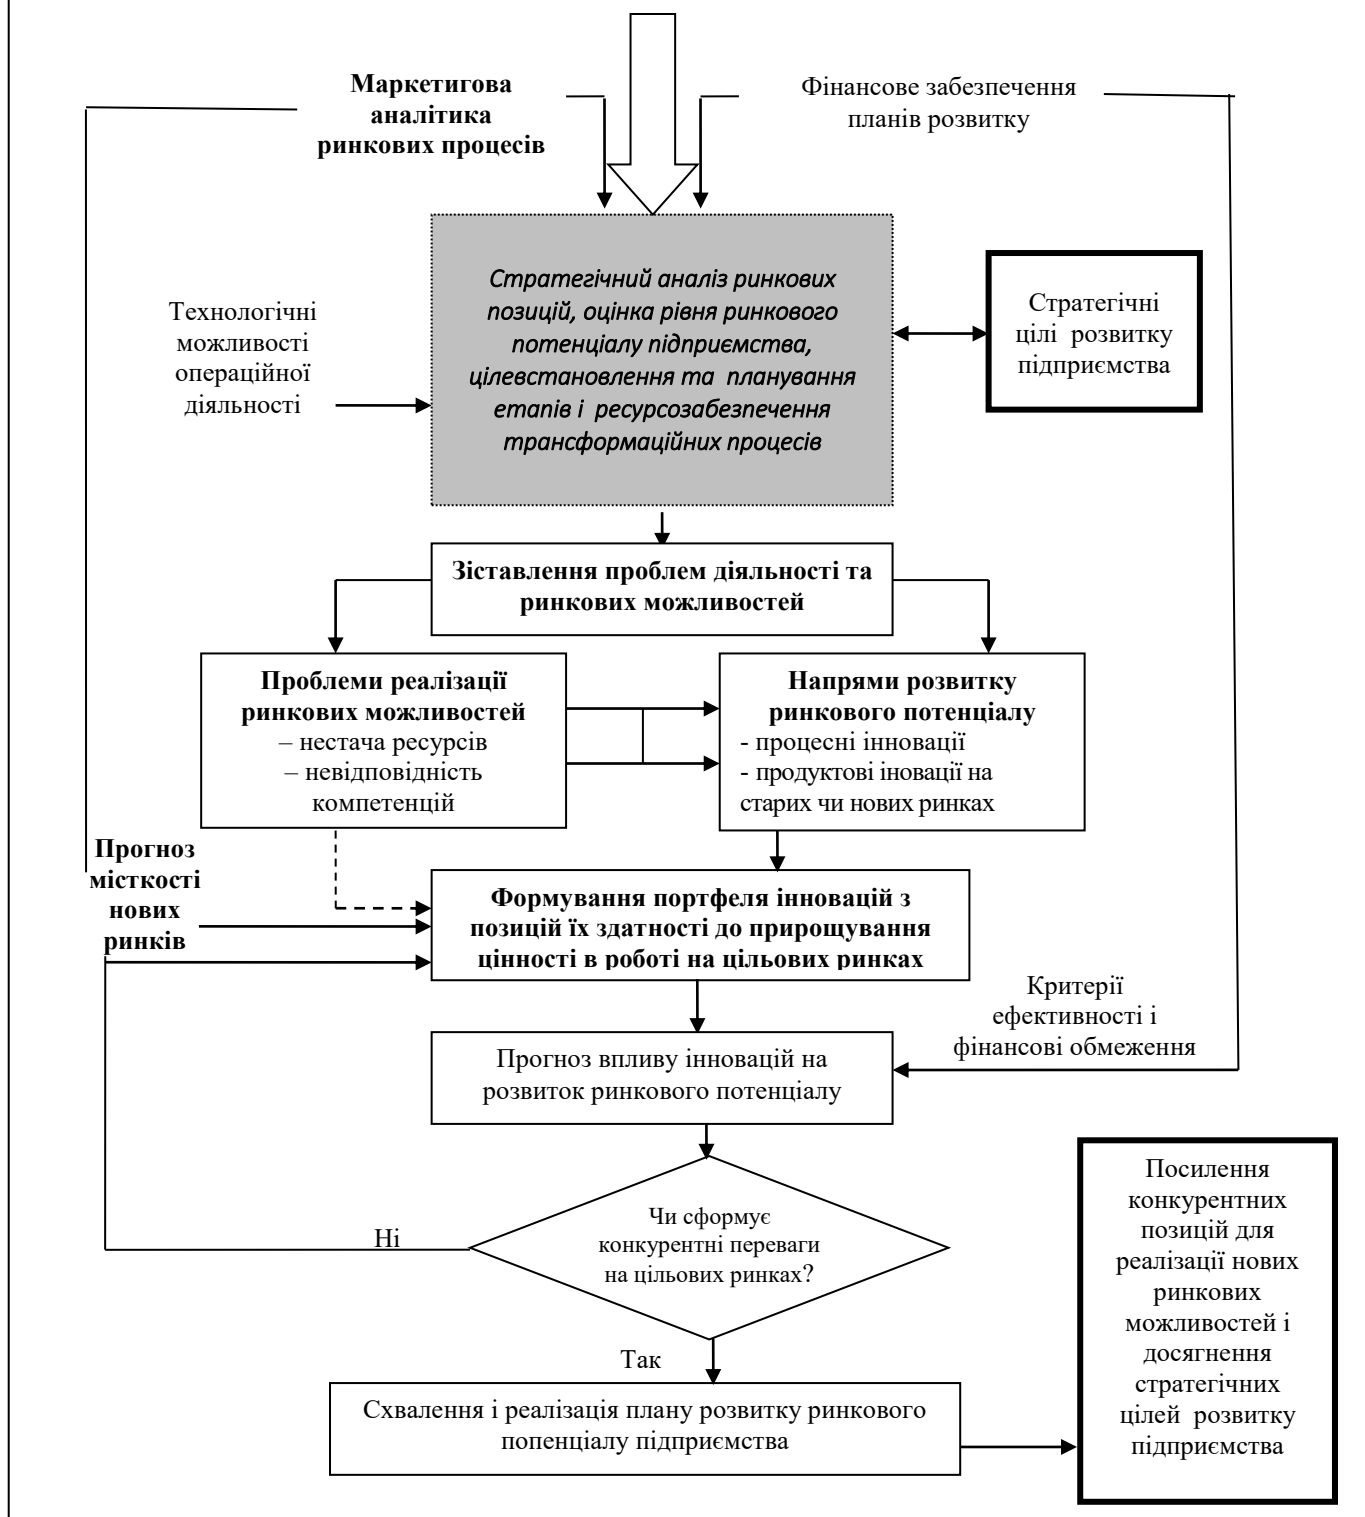 Маркетигова
аналітика
ринкових процесів
Фінансове забезпечення
планів розвитку
Стратегічний аналіз ринкових
позицій, оцінка рівня ринкового
потенціалу підприємства,
цілевстановлення та планування
етапів і ресурсозабезпечення
трансформаційних процесів
Технологічні
можливості
операційної
діяльності
Стратегічні
цілі розвитку
підприємства
Зіставлення проблем діяльності та
ринкових можливостей
Проблеми реалізації
ринкових можливостей
– нестача ресурсів
– невідповідність
компетенцій
Напрями розвитку
ринкового потенціалу
- процесні інновації
- продуктові іновації на
старих чи нових ринках
Прогноз
місткості
нових
ринків
Формування портфеля інновацій з
позицій їх здатності до прирощування
цінності в роботі на цільових ринках
Критерії
ефективності і
фінансові обмеження
Прогноз впливу інновацій на
розвиток ринкового потенціалу
Чи сформує
конкурентні переваги
на цільових ринках?
Ні
Так
Схвалення і реалізація плану розвитку ринкового
попенціалу підприємства
Посилення
конкурентних
позицій для
реалізації нових
ринкових
можливостей і
досягнення
стратегічних
цілей розвитку
підприємства